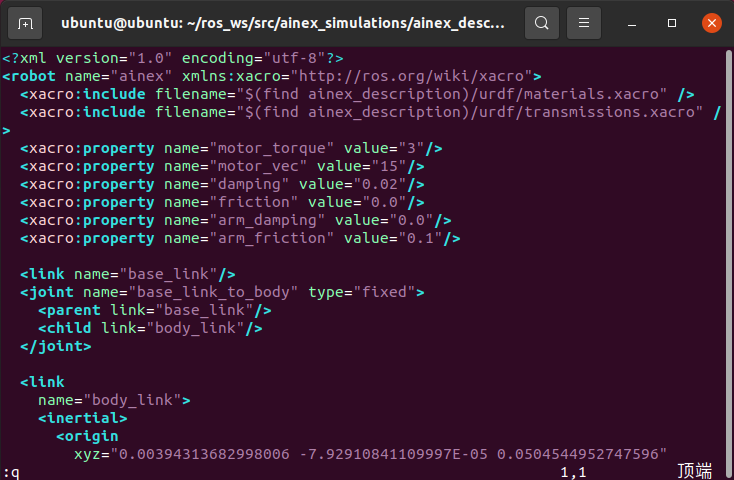 ubuntu@ubuntu: ~/ros_ws/src/ainex_simulations/ainex_desc...
<?xml version="1.0" encoding="utf-8"?>
<robot name="ainex" xmlns:xacro="http://ros.org/wiki/xacro">
  <xacro:include filename="$(find ainex_description)/urdf/materials.xacro" />
  <xacro:include filename="$(find ainex_description)/urdf/transmissions.xacro" /
>
  <xacro:property name="motor_torque" value="3"/>
  <xacro:property name="motor_vec" value="15"/>
  <xacro:property name="damping" value="0.02"/>
  <xacro:property name="friction" value="0.0"/>
  <xacro:property name="arm_damping" value="0.0"/>
  <xacro:property name="arm_friction" value="0.1"/>
  <link name="base_link"/>
  <joint name="base_link_to_body" type="fixed">
    <parent link="base_link"/>
    <child link="body_link"/>
  </joint>
  <link
    name="body_link">
    <inertial>
      <origin
        xyz="0.00394313682998006 -7.92910841109997E-05 0.0504544952747596"
:q 1,1 顶端